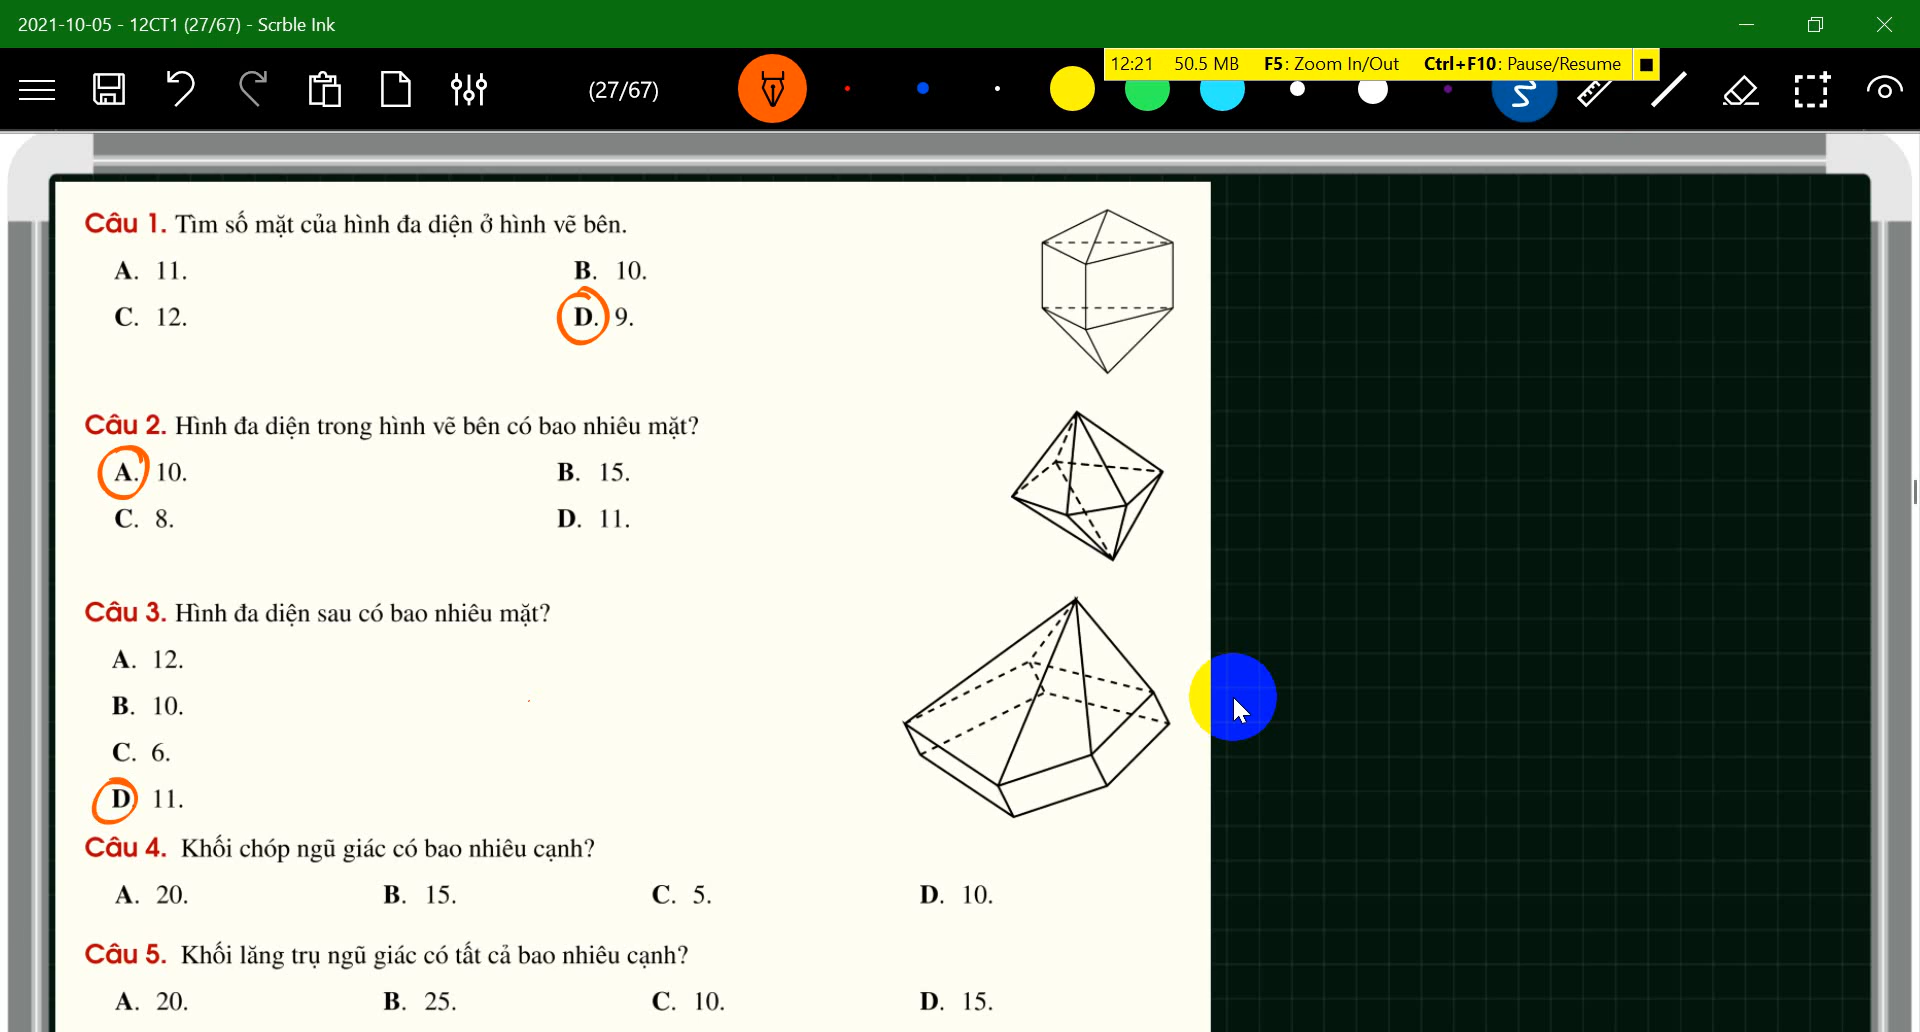 2021-10-05 - 12CT1 (27/67) - Scrble Ink
12:21 50.5 MB F5: Zoom In/Out Ctrl+F10: Pause/Resume
(27/67)
Câu 1. Tìm số mặt của hình đa diện ở hình vẽ bên.
A. 11. B. 10.
C. 12. D. 9.
Câu 2. Hình đa diện trong hình vẽ bên có bao nhiêu mặt?
A. 10. B. 15.
C. 8. D. 11.
Câu 3. Hình đa diện sau có bao nhiêu mặt?
A. 12.
B. 10.
C. 6.
D 11.
Câu 4. Khối chóp ngũ giác có bao nhiêu cạnh?
A. 20. B. 15. C. 5. D. 10.
Câu 5. Khối lăng trụ ngũ giác có tất cả bao nhiêu cạnh?
A. 20. B. 25. C. 10. D. 15.